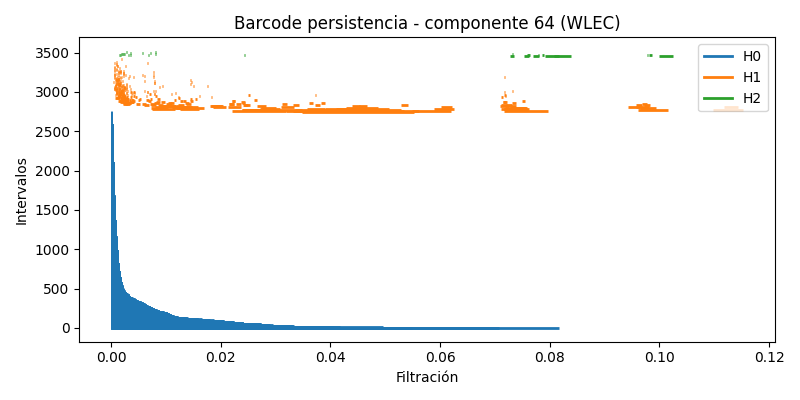 Barcode persistencia - componente 64 (WLEC)
Intervalos
3500
3000
2500
2000
1500
1000
500
0
H0
H1
H2
0.00
0.02
0.04
0.06
0.08
0.10
0.12
Filtración